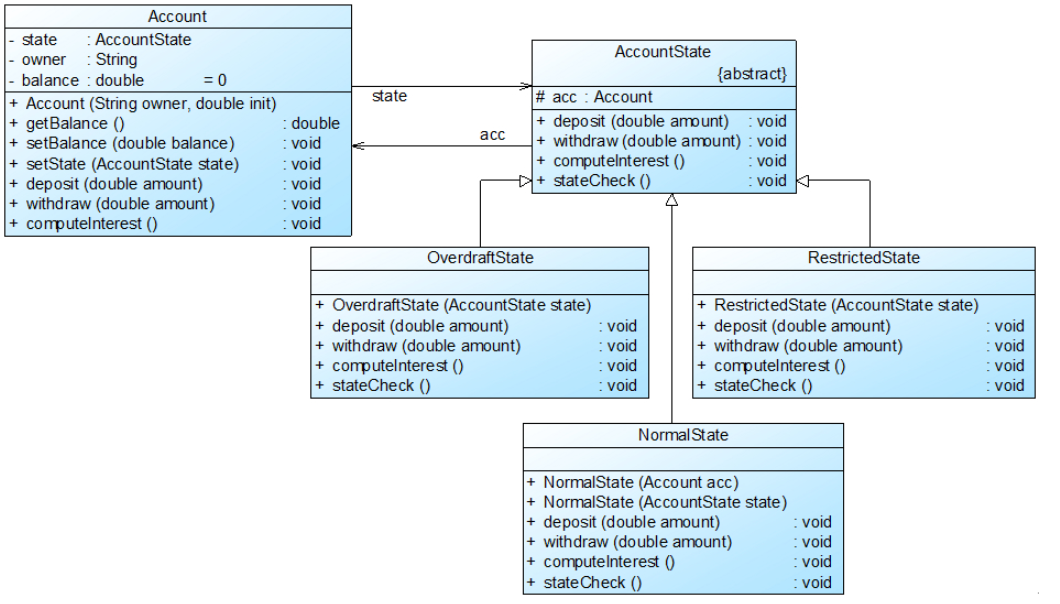 Account
- state : AccountState
- owner : String
- balance : double = 0
+ Account (String owner, double init)
+ getBalance () : double
+ setBalance (double balance) : void
+ setState (AccountState state) : void
+ deposit (double amount) : void
+ withdraw (double amount) : void
+ computeInterest () : void
state
acc
AccountState
{abstract}
# acc : Account
+ deposit (double amount) : void
+ withdraw (double amount) : void
+ computeInterest () : void
+ stateCheck () : void
OverdraftState
+ OverdraftState (AccountState state)
+ deposit (double amount) : void
+ withdraw (double amount) : void
+ computeInterest () : void
+ stateCheck () : void
RestrictedState
+ RestrictedState (AccountState state)
+ deposit (double amount) : void
+ withdraw (double amount) : void
+ computeInterest () : void
+ stateCheck () : void
NormalState
+ NormalState (Account acc)
+ NormalState (AccountState state)
+ deposit (double amount) : void
+ withdraw (double amount) : void
+ computeInterest () : void
+ stateCheck () : void